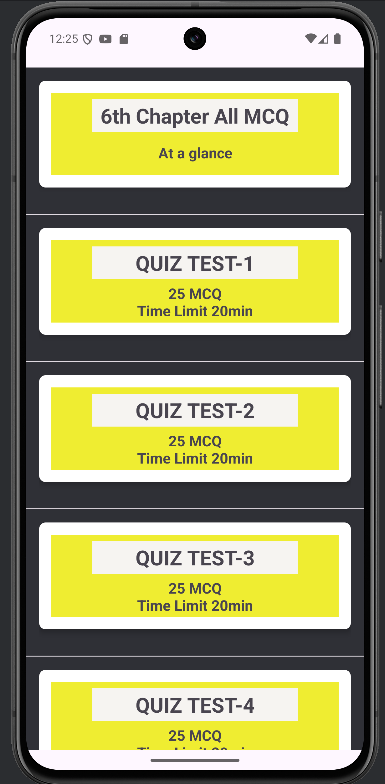 12:25
6th Chapter All MCQ
At a glance
QUIZ TEST-1
25 MCQ
Time Limit 20min
QUIZ TEST-2
25 MCQ
Time Limit 20min
QUIZ TEST-3
25 MCQ
Time Limit 20min
QUIZ TEST-4
25 MCQ